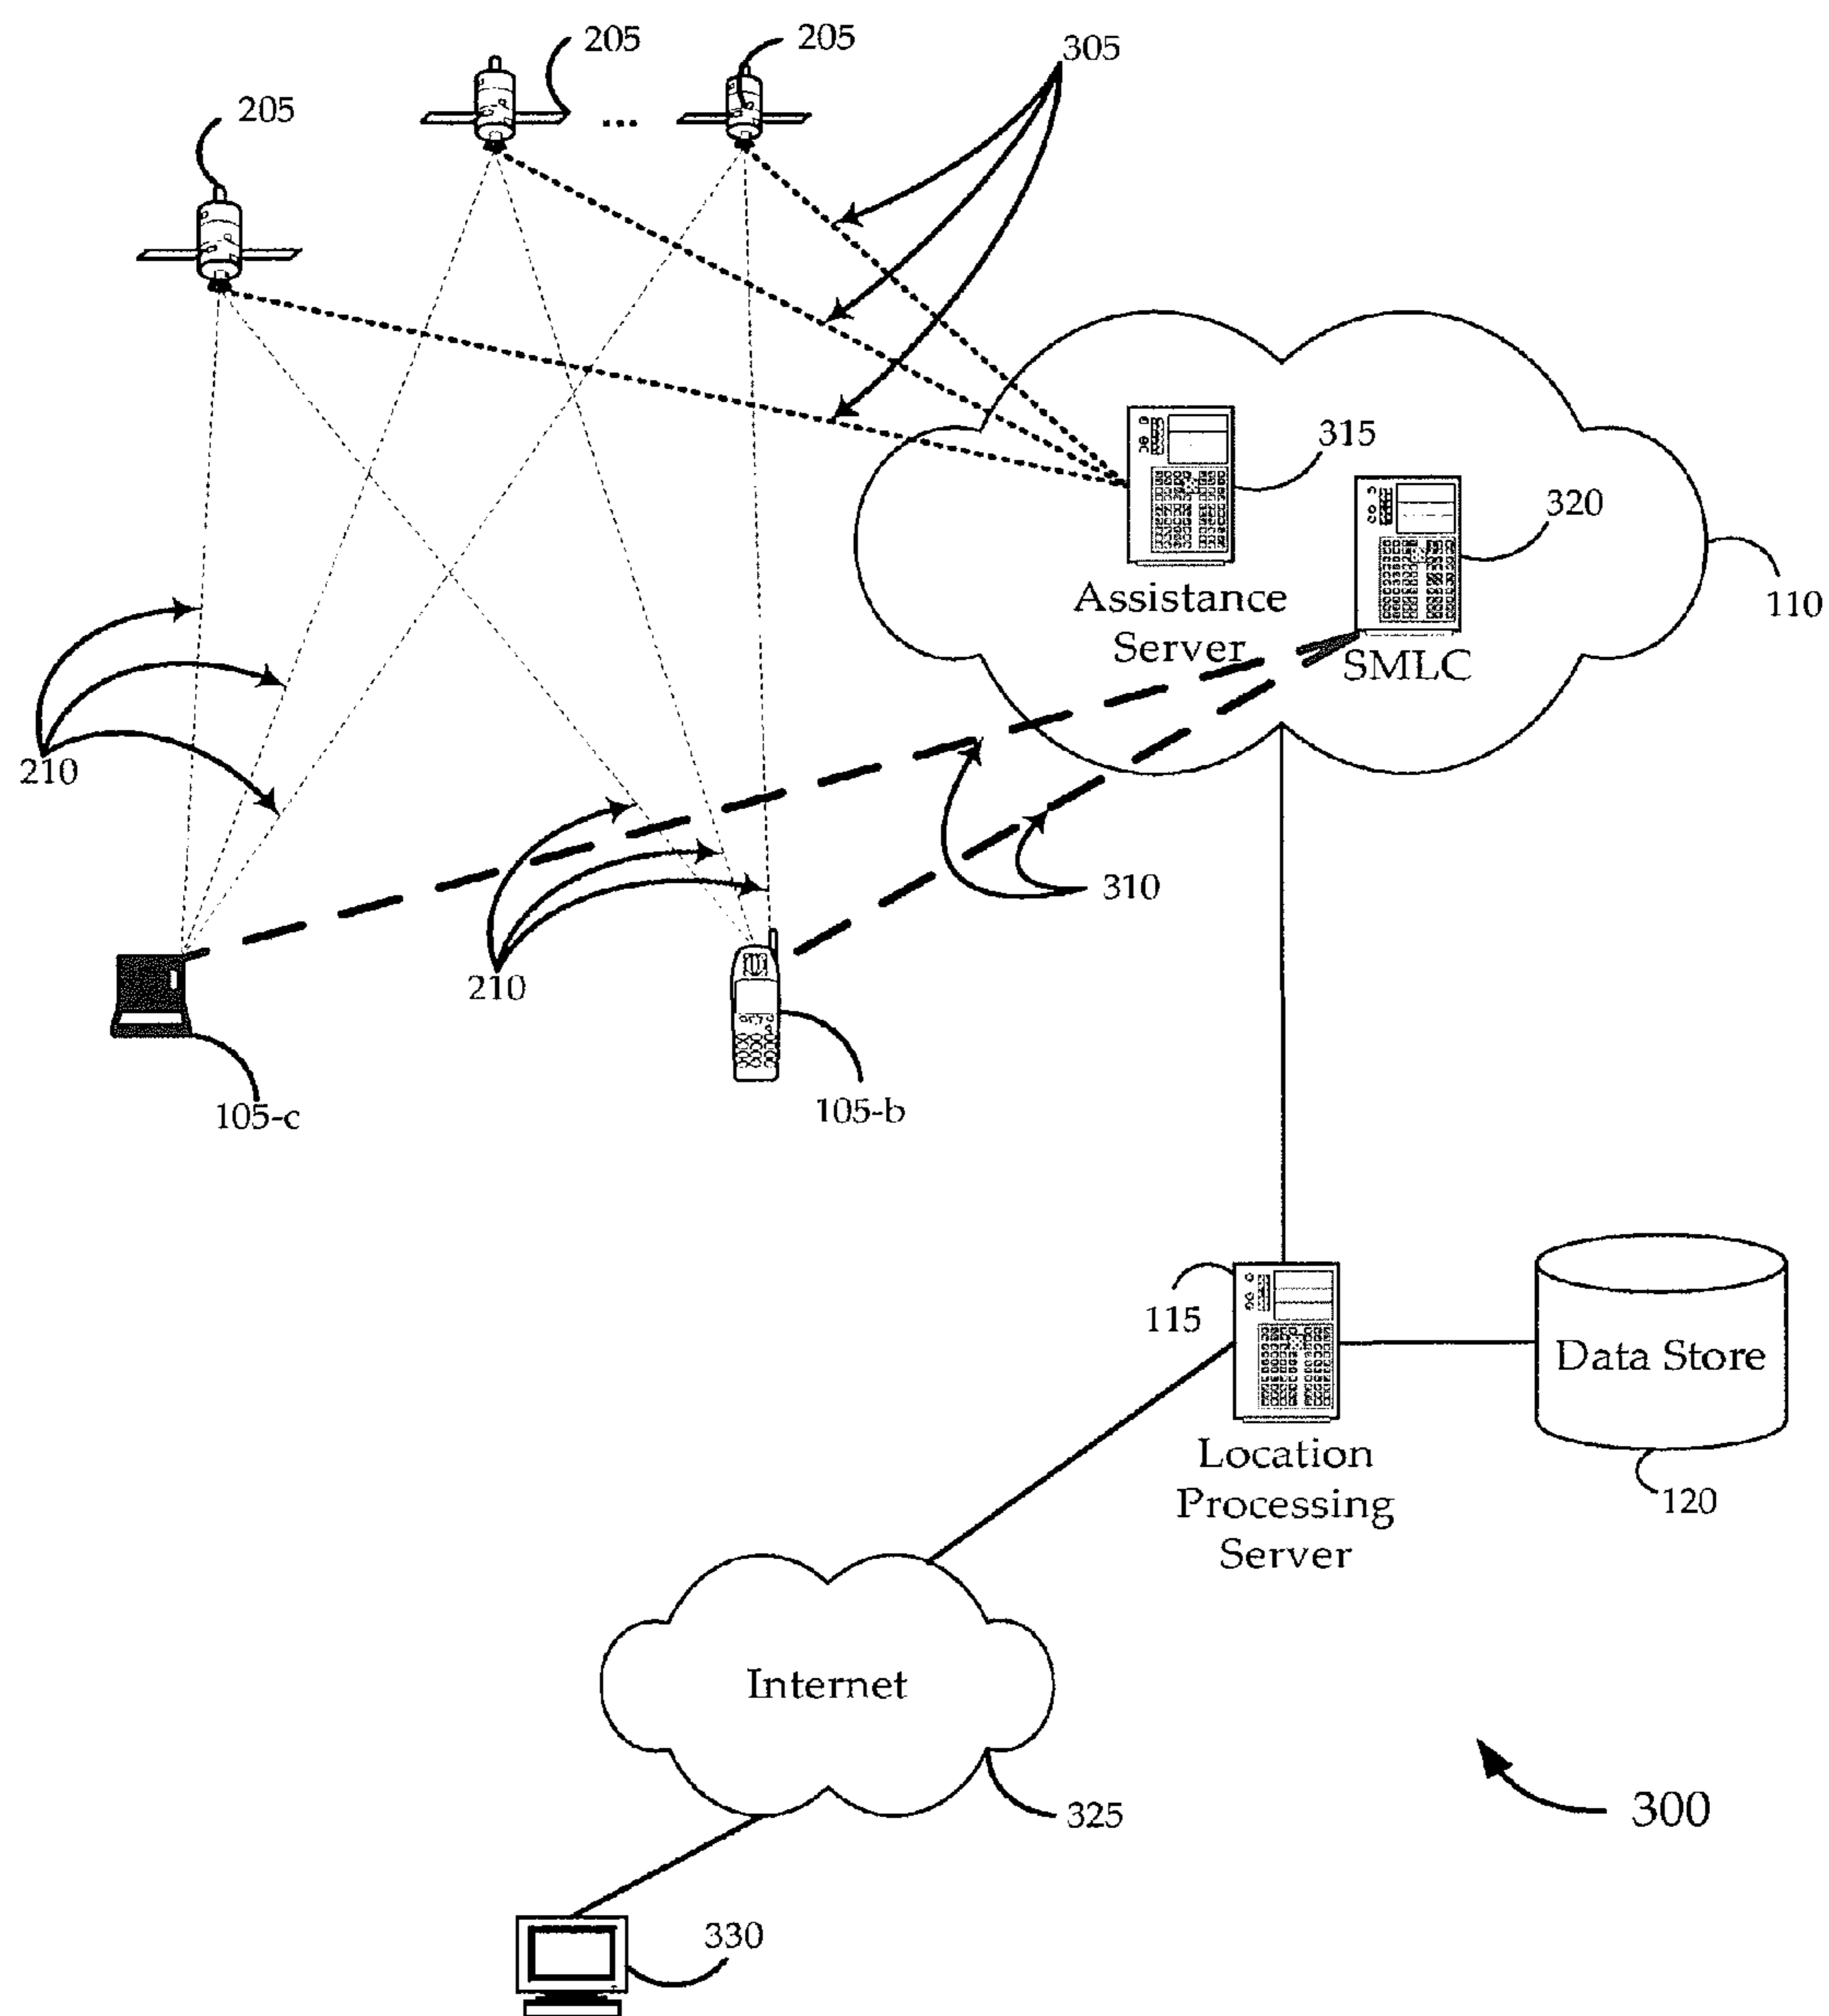 205
205
205
305
315
320
Assistance
Server
SMLC
110
210
310
210
105-c
105-b
115
Data Store
Location
Processing
Server
120
Internet
325
300
330